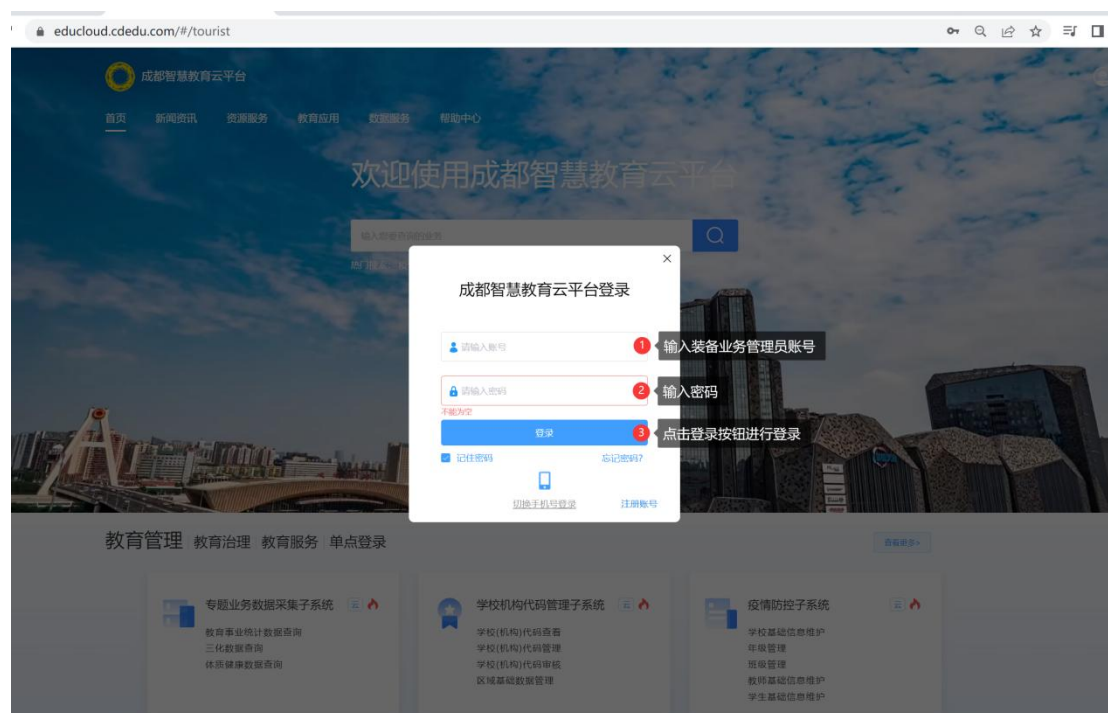 educloud.cdedu.com/#/tourist
成都智慧教育云平台
首页 新闻资讯 资源服务 教育应用 数据服务 帮助中心
欢迎使用成都智慧教育云平台
成都智慧教育云平台登录
请输入账号
1 输入装备业务管理员账号
请输入密码
2 输入密码
不能为空
登录
3 点击登录按钮进行登录
记住密码 忘记密码?
切换手机号登录 注册账号
教育管理 教育治理 教育服务 单点登录
查看更多>
专题业务数据采集子系统
教育事业统计数据查询
三化数据查询
体质健康数据查询
学校机构代码管理子系统
学校(机构)代码查看
学校(机构)代码管理
学校(机构)代码审核
区域基础数据管理
疫情防控子系统
学校基础信息维护
年级管理
班级管理
教师基础信息维护
学生基础信息维护